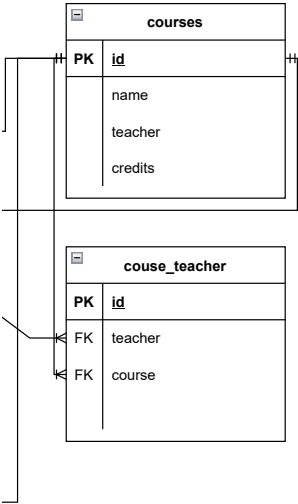 courses
PK id
name
teacher
credits
couse_teacher
PK id
FK teacher
FK course